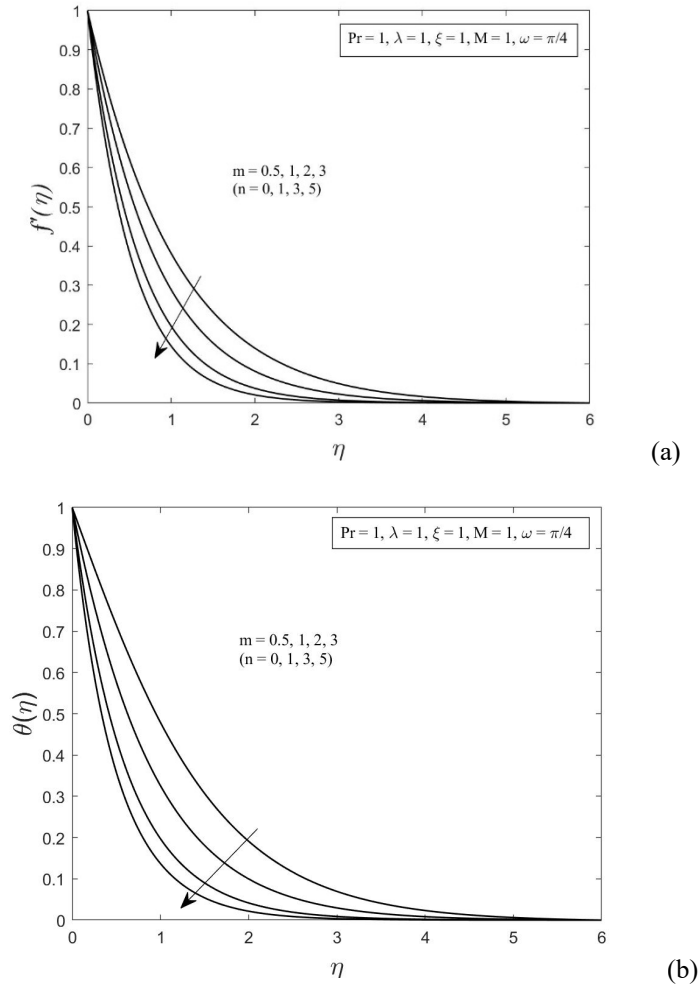 Pr = 1, λ = 1, ξ = 1, M = 1, ω = π/4
m = 0.5, 1, 2, 3
(n = 0, 1, 3, 5)
f'(η)
1
0.9
0.8
0.7
0.6
0.5
0.4
0.3
0.2
0.1
0
0 1 2 3 4 5 6
η
(a)
Pr = 1, λ = 1, ξ = 1, M = 1, ω = π/4
m = 0.5, 1, 2, 3
(n = 0, 1, 3, 5)
θ(η)
1
0.9
0.8
0.7
0.6
0.5
0.4
0.3
0.2
0.1
0
0 1 2 3 4 5 6
η
(b)